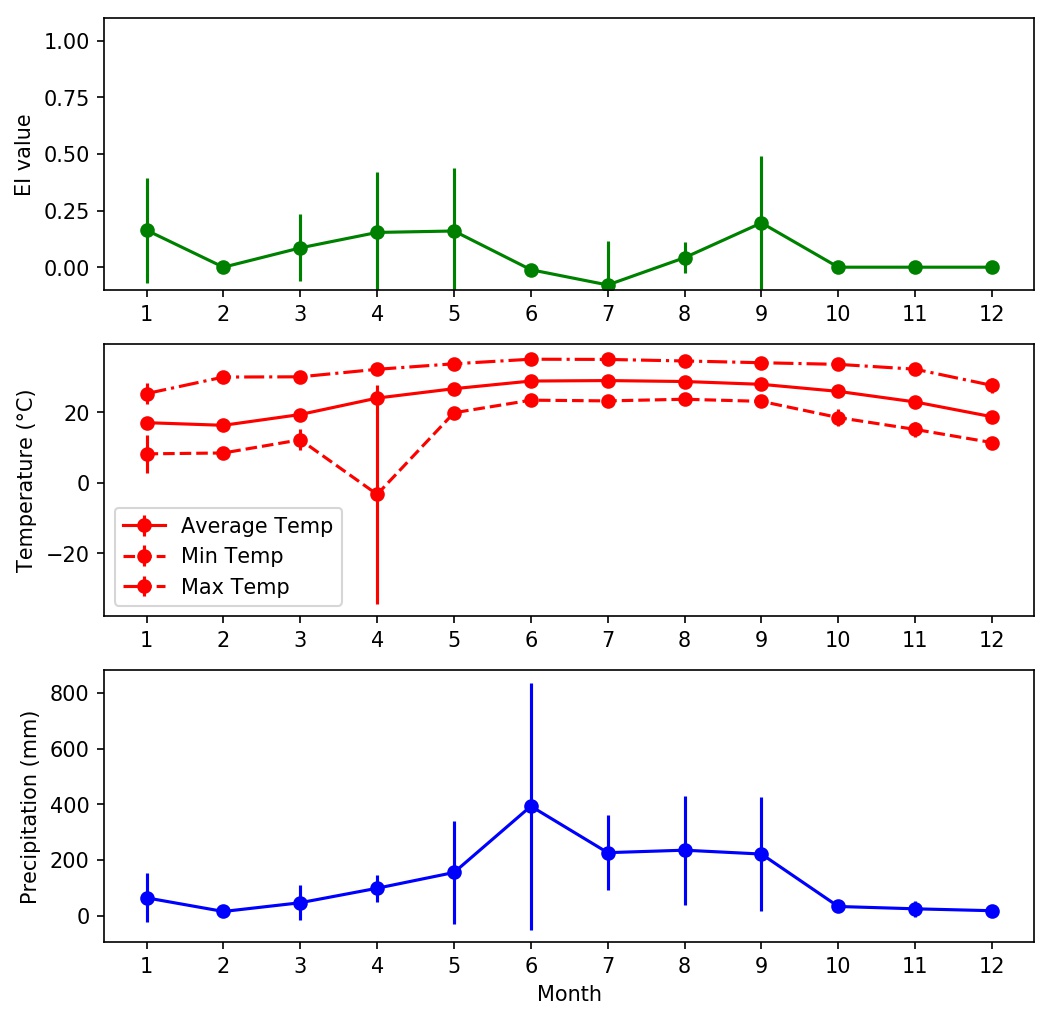 EI value
1.00
0.75
0.50
0.25
0.00
1 2 3 4 5 6 7 8 9 10 11 12
Temperature (°C)
20
0
−20
Average Temp
Min Temp
Max Temp
1 2 3 4 5 6 7 8 9 10 11 12
Precipitation (mm)
800
600
400
200
0
1 2 3 4 5 6 7 8 9 10 11 12
Month